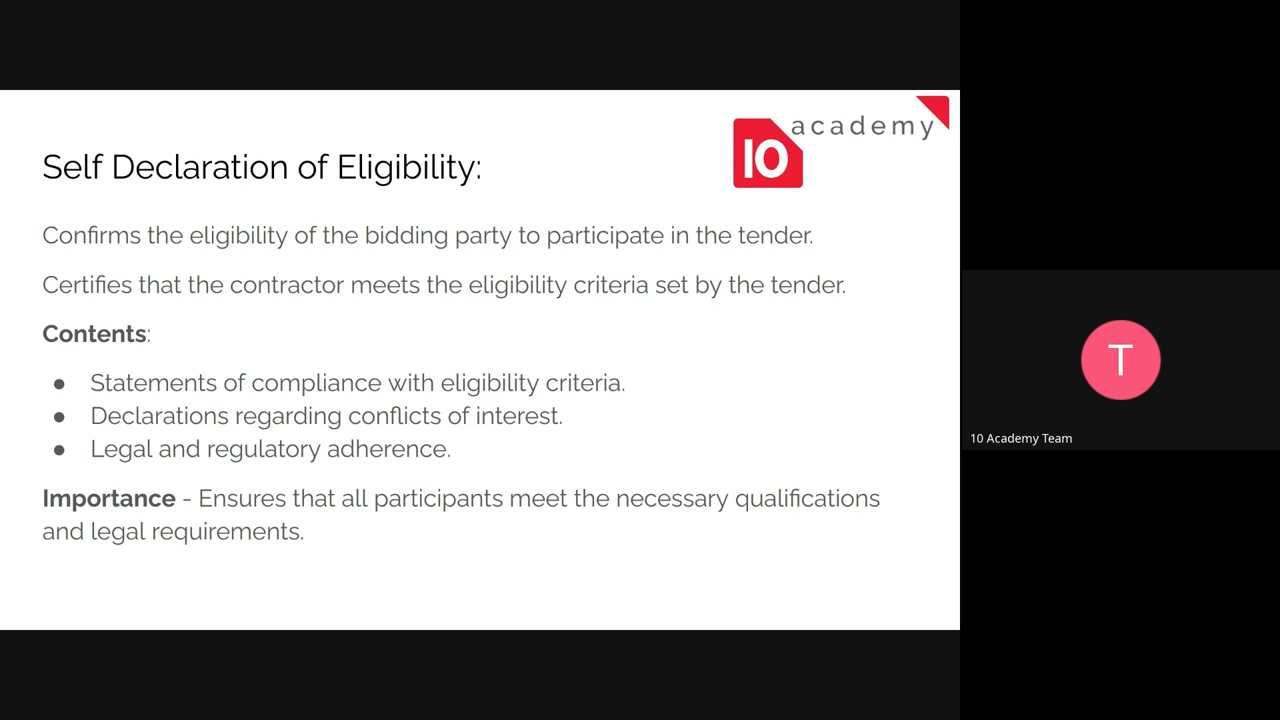 academy
10
Self Declaration of Eligibility:
Confirms the eligibility of the bidding party to participate in the tender.
Certifies that the contractor meets the eligibility criteria set by the tender.
Contents:
● Statements of compliance with eligibility criteria.
● Declarations regarding conflicts of interest.
● Legal and regulatory adherence.
Importance - Ensures that all participants meet the necessary qualifications
and legal requirements.
T
10 Academy Team